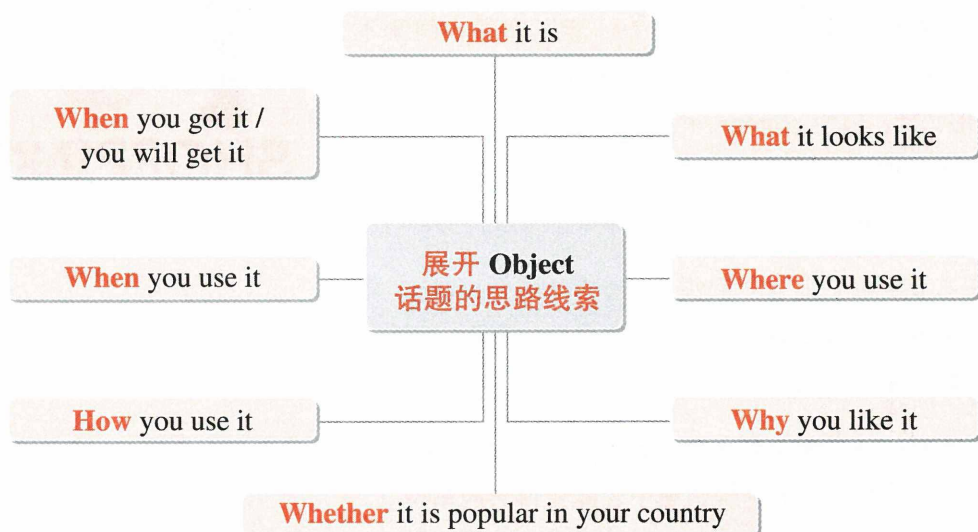 What it is
When you got it /
you will get it
What it looks like
展开 Object
话题的思路线索
When you use it
Where you use it
How you use it
Why you like it
Whether it is popular in your country